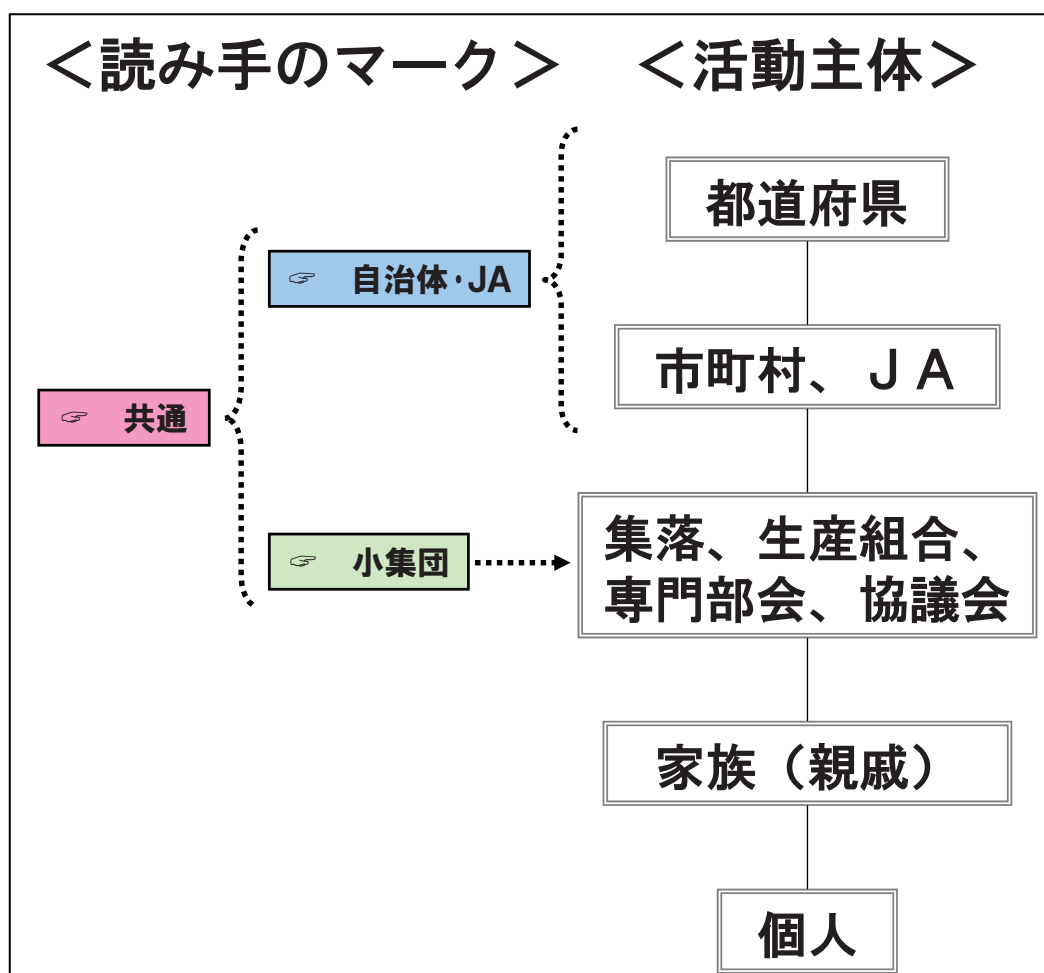 <読み手のマーク> <活動主体>
都道府県
☞ 自治体・JA
市町村、JA
☞ 共通
☞ 小集団
集落、生産組合、
専門部会、協議会
家族（親戚）
個人